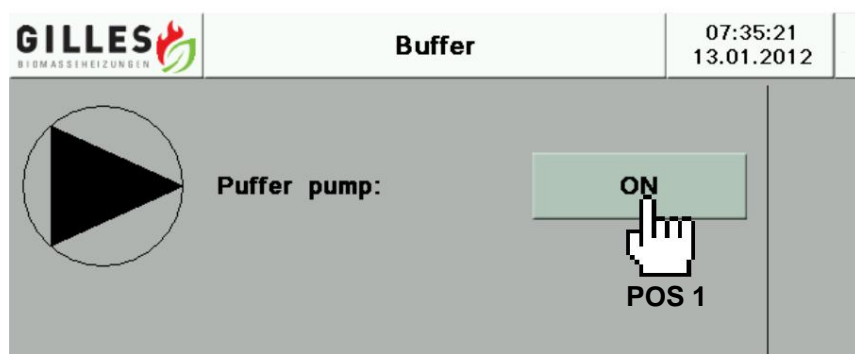 GILLES
BIOMASSEHEIZUNGEN
Buffer
07:35:21
13.01.2012
Puffer pump:
ON
POS 1